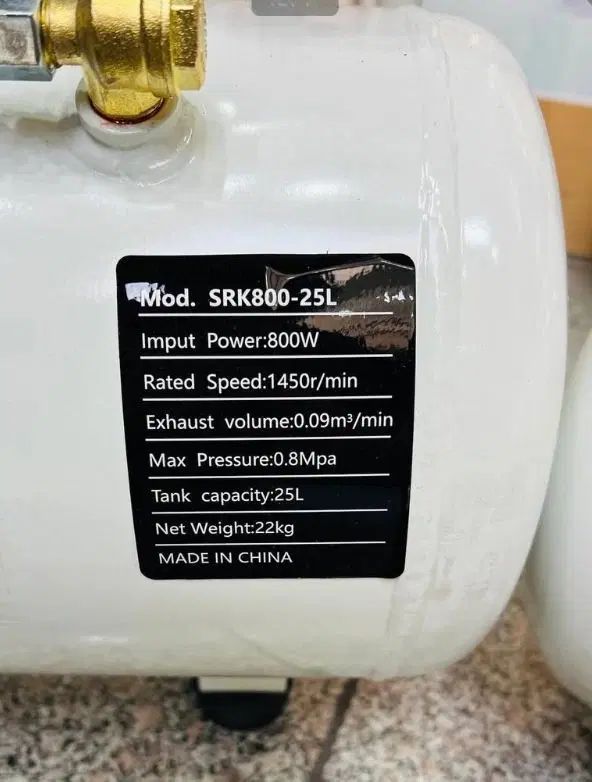 Mod. SRK800-25L
Imput Power:800W
Rated Speed:1450r/min
Exhaust volume:0.09m³/min
Max Pressure:0.8Mpa
Tank capacity:25L
Net Weight:22kg
MADE IN CHINA